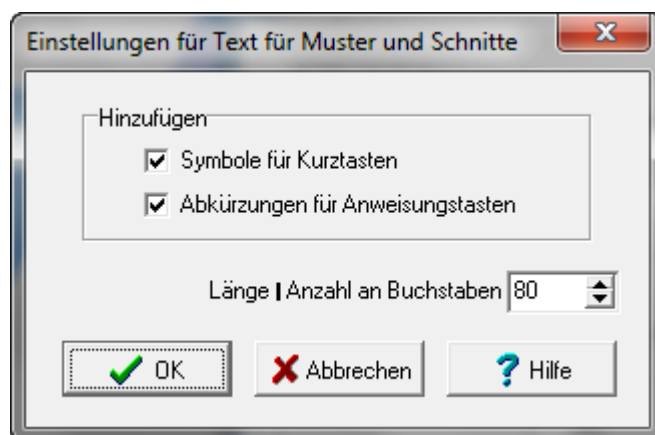 Einstellungen für Text für Muster und Schnitte
Hinzufügen
Symbole für Kurztasten
Abkürzungen für Anweisungstasten
Länge | Anzahl an Buchstaben 80
OK Abbrechen ? Hilfe